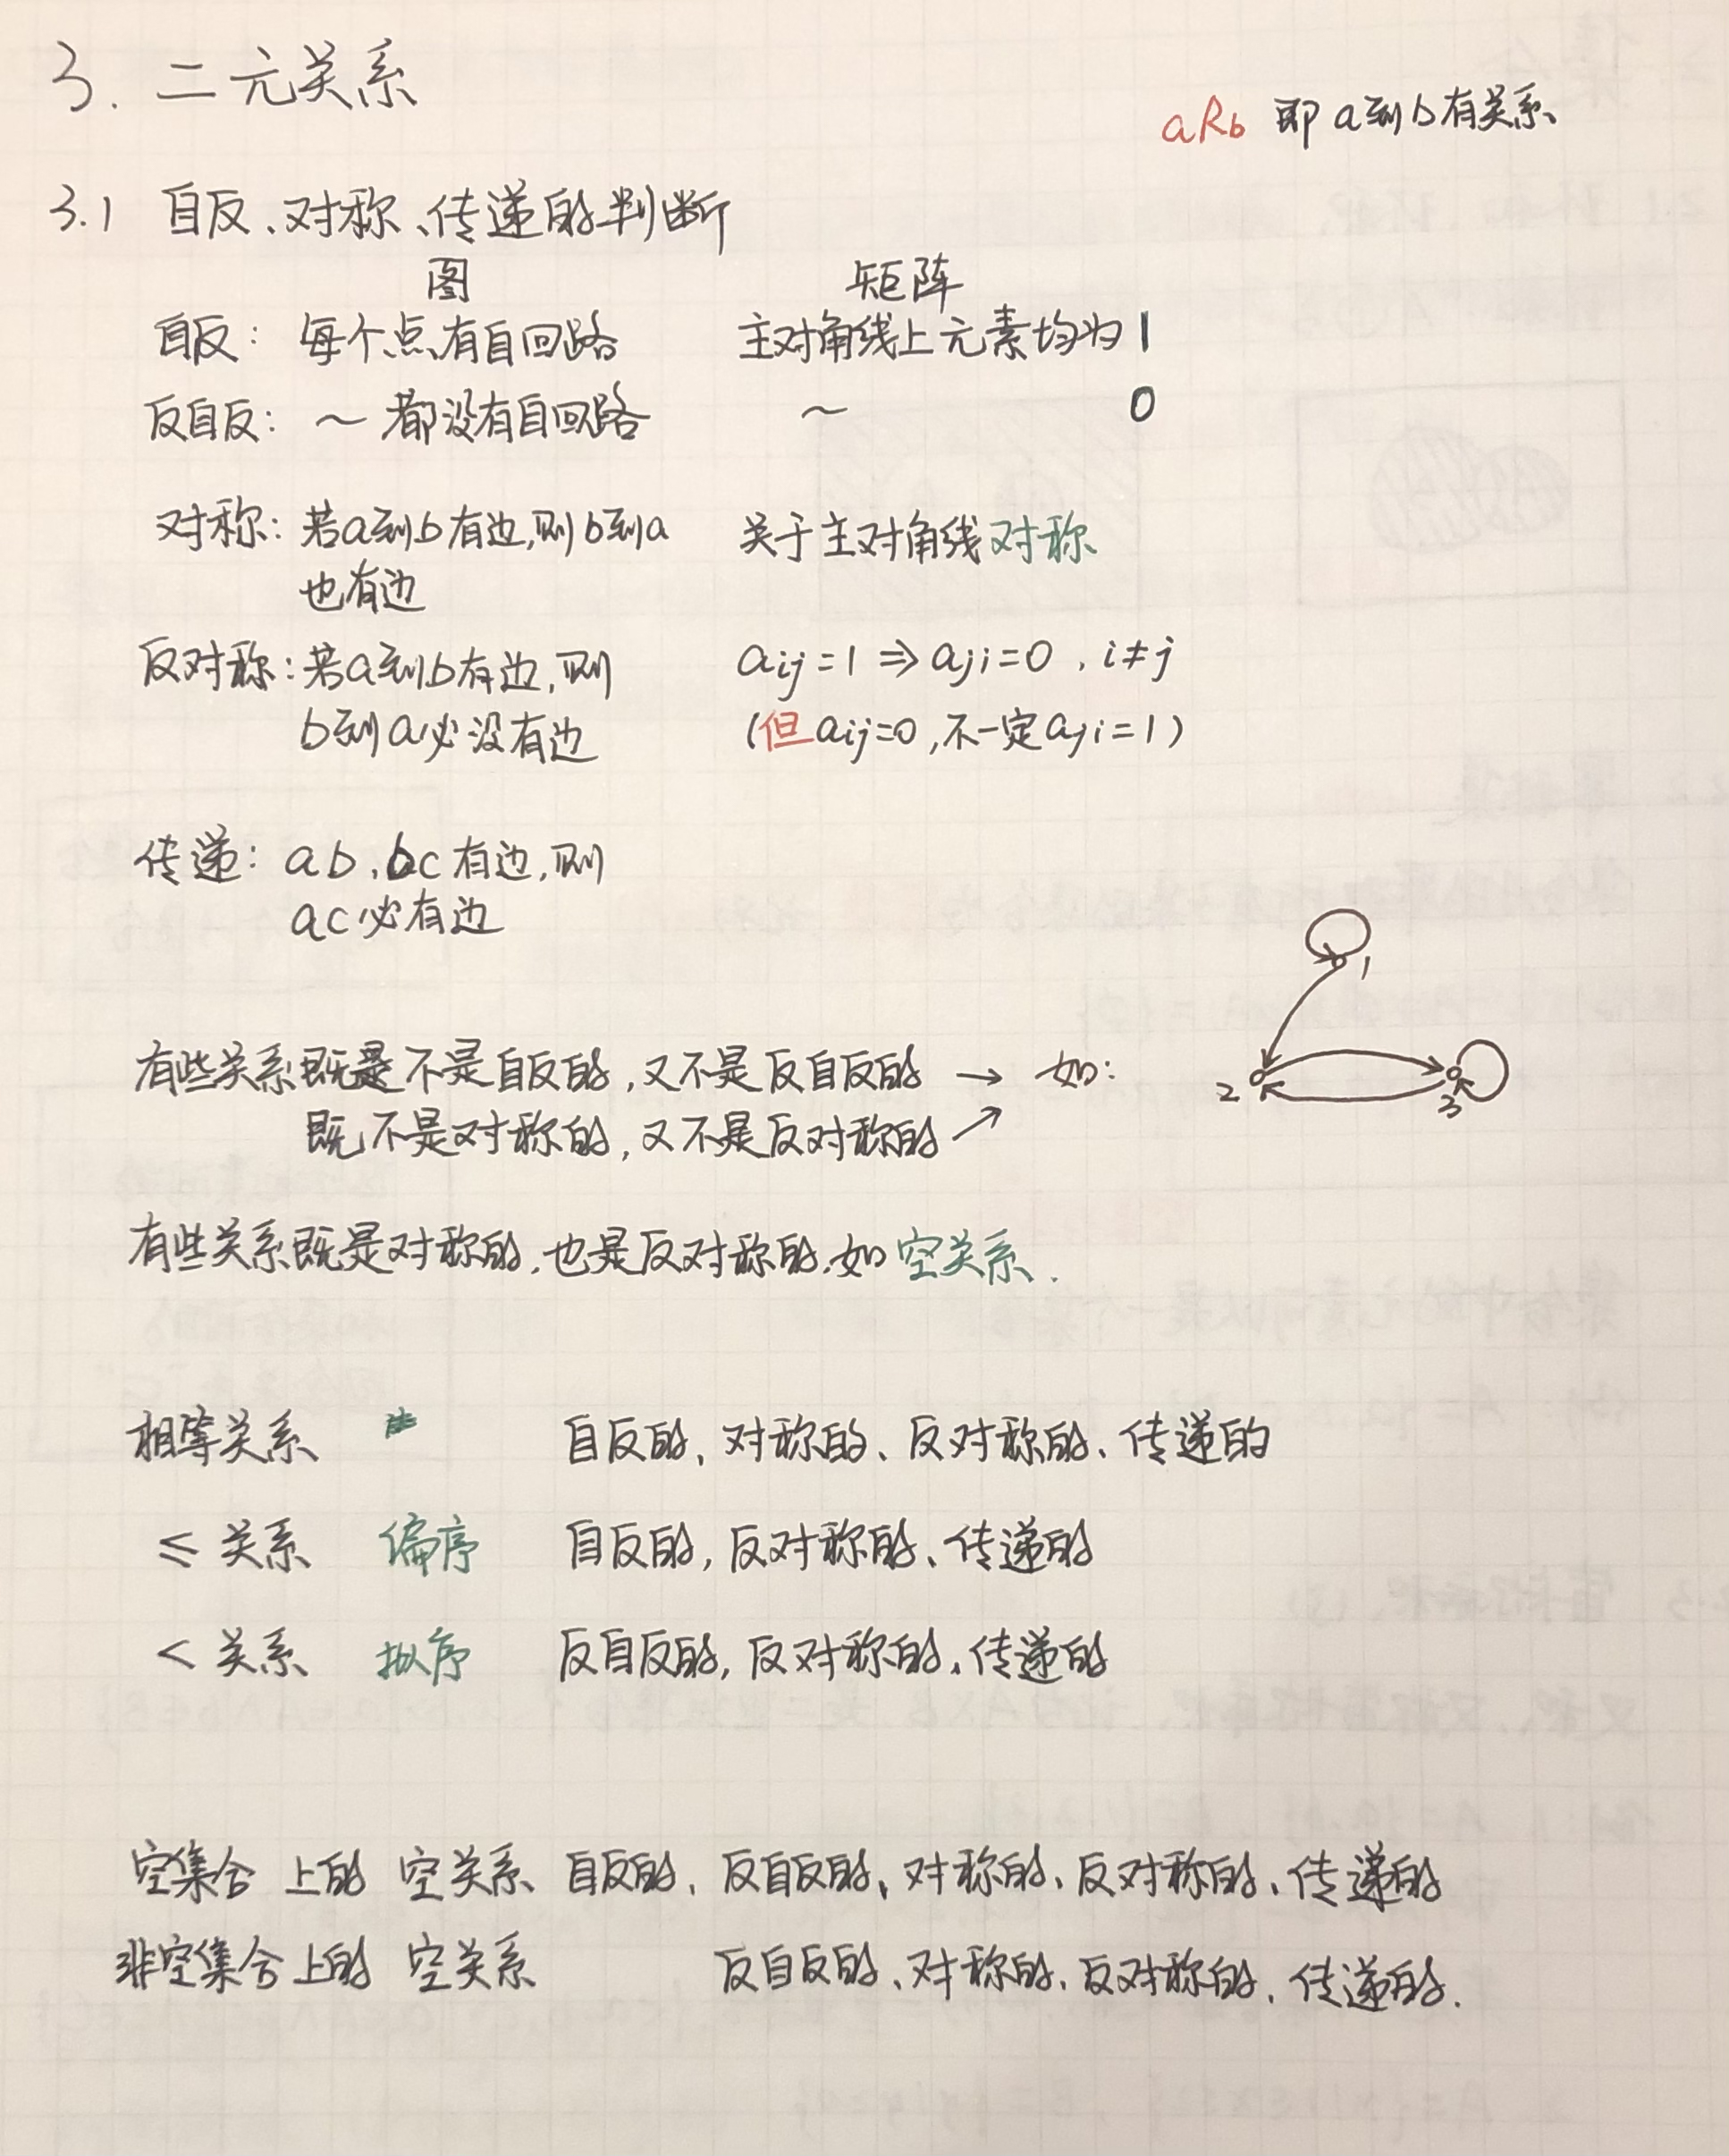 3. 二元关系
aRb 即 a到b有关系
3.1 自反、对称、传递的判断
图 矩阵
自反: 每个点有自回路 主对角线上元素均为1
反自反: ～ 都没有自回路 ～ 0
对称: 若a到b有边,则b到a 关于主对角线对称
也有边
反对称: 若a到b有边,则 aij=1 ⇒ aji=0 , i≠j
b到a必没有边 (但aij=0,不一定aji=1)
传递: ab,bc有边,则
ac必有边
1
有些关系既是不是自反的,又不是反自反的 → 如: 2 3
既不是对称的,又不是反对称的 ↗
有些关系既是对称的,也是反对称的,如空关系.
相等关系 自反的,对称的、反对称的、传递的
≤ 关系 偏序 自反的,反对称的、传递的
< 关系 拟序 反自反的,反对称的,传递的
空集合 上的 空关系 自反的、反自反的、对称的、反对称的、传递的
非空集合上的 空关系 反自反的、对称的、反对称的、传递的.